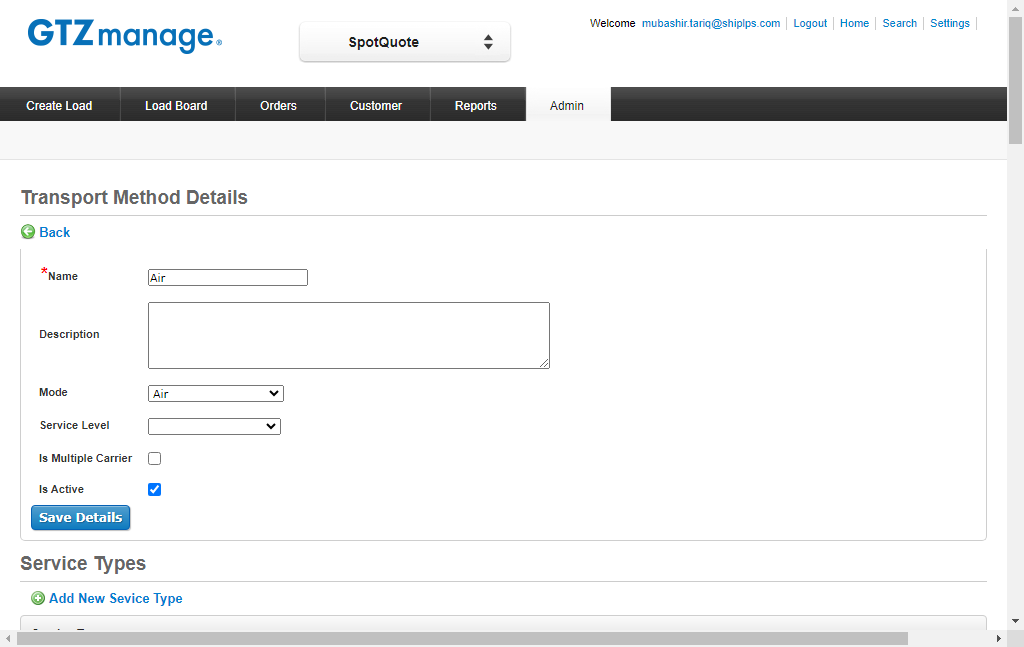 GTZmanage®
SpotQuote
Welcome mubashir.tariq@shiplps.com Logout Home Search Settings
Create Load Load Board Orders Customer Reports Admin
Transport Method Details
Back
*Name Air
Description
Mode Air
Service Level
Is Multiple Carrier
Is Active
Save Details
Service Types
Add New Sevice Type